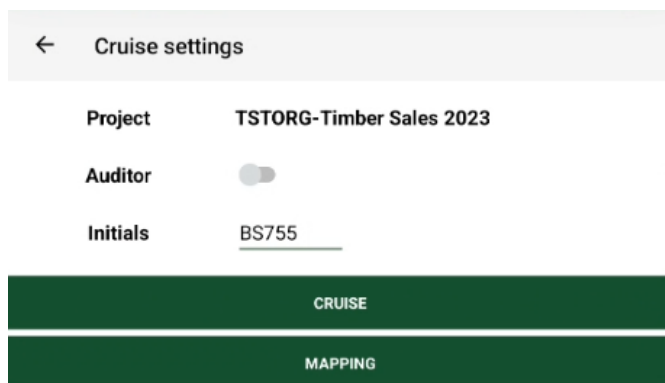 Cruise settings
Project TSTORG-Timber Sales 2023
Auditor
Initials BS755
CRUISE
MAPPING